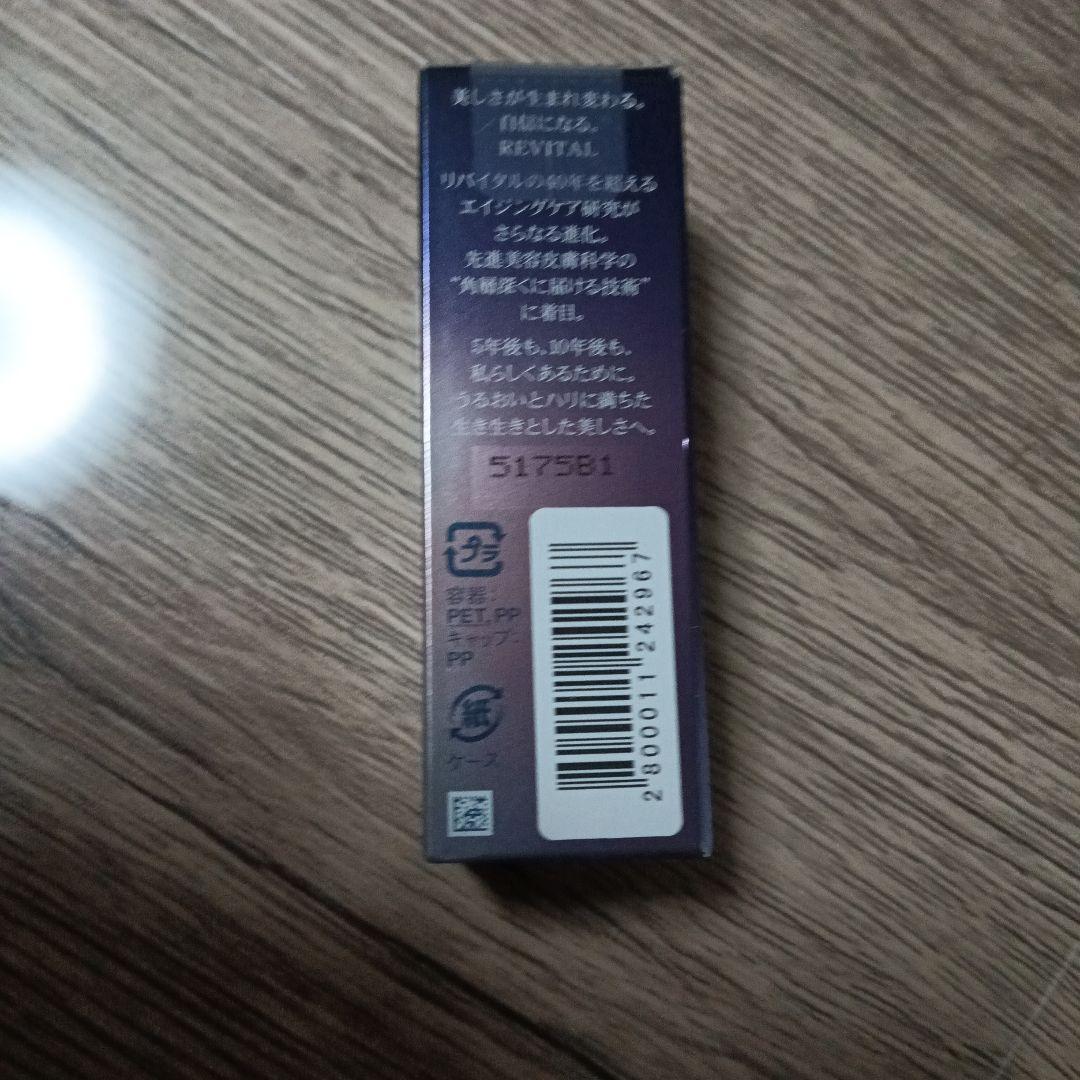 美しさが生まれ変わる。
自信になる。
REVITAL
リバイタルの40年を超える
エイジングケア研究が
さらなる進化。
先進美容皮膚科学の
“角層深くに届ける技術”
に着目。
5年後も、10年後も、
私らしくあるために。
うるおいとハリに満ちた
生き生きとした美しさへ。
5175B1
プラ
容器:
PET,PP
キャップ:
PP
紙
ケース
2800011242967